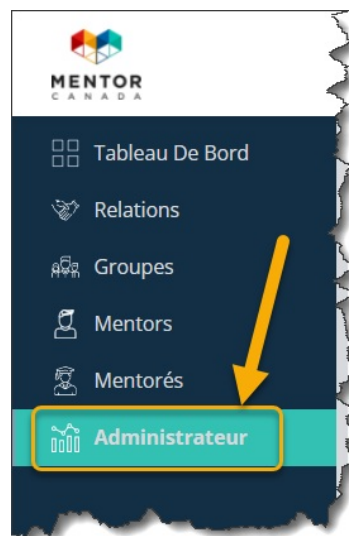 MENTOR
CANADA
Tableau De Bord
Relations
Groupes
Mentors
Mentorés
Administrateur